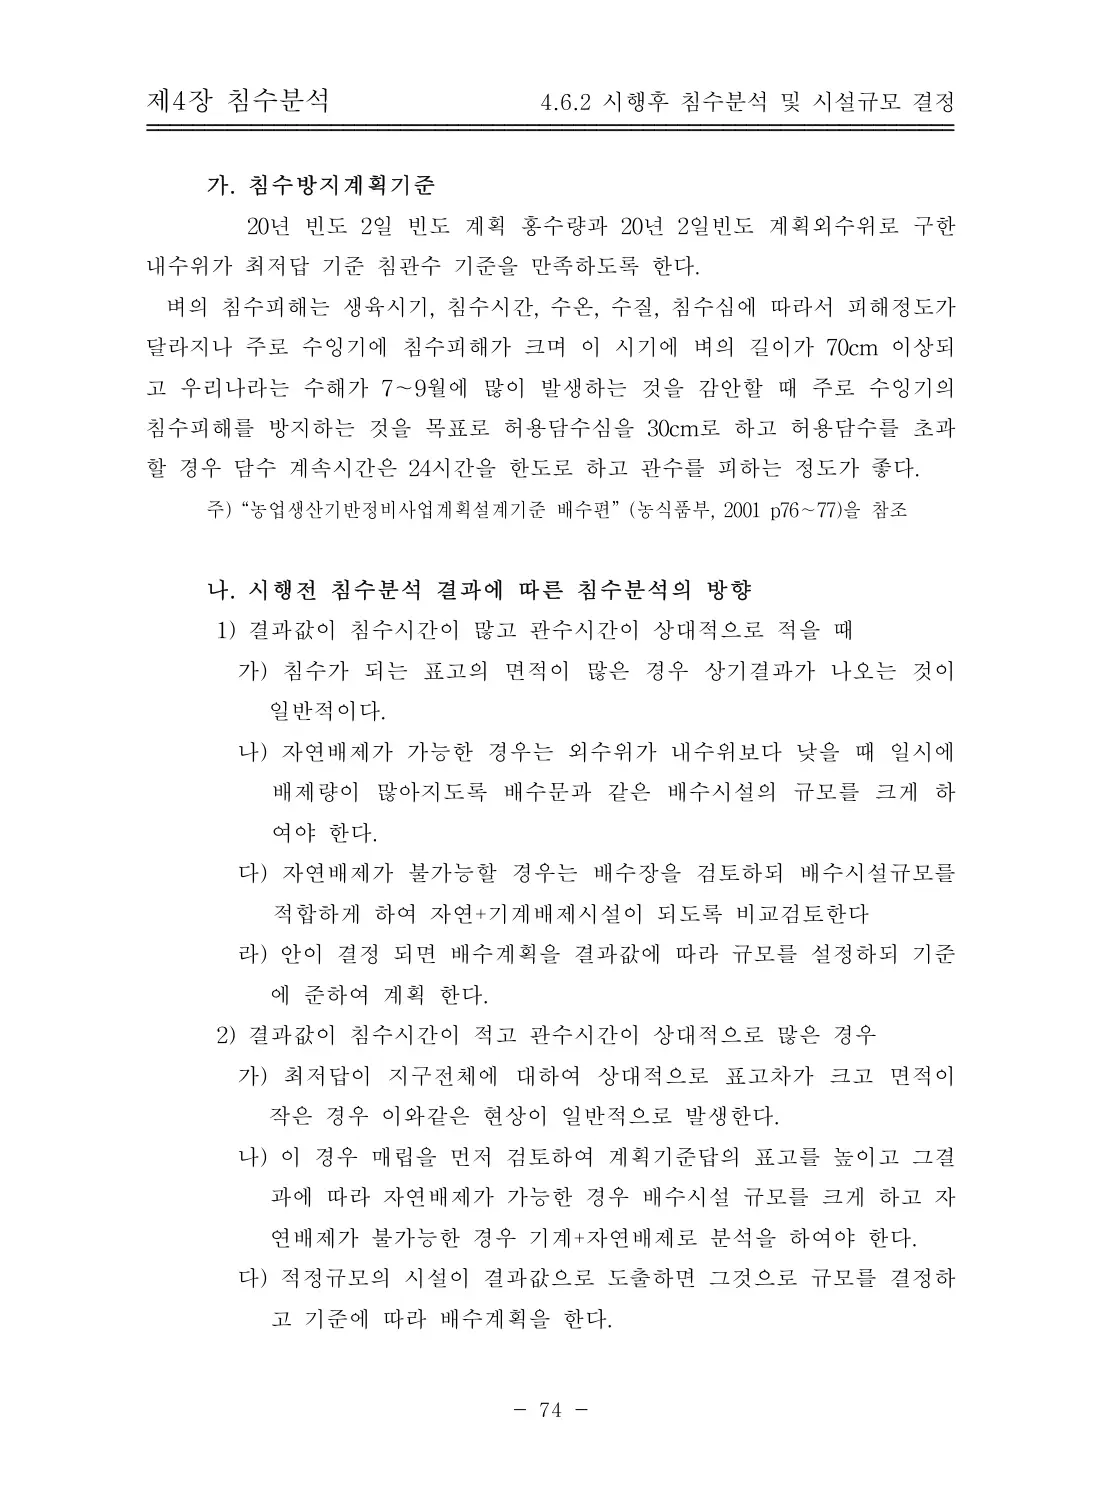 제4장 침수분석
4.6.2 시행후 침수분석 및 시설규모 결정
가. 침수방지계획기준
20년 빈도 2일 빈도 계획 홍수량과 20년 2일빈도 계획외수위로 구한
내수위가 최저답 기준 침관수 기준을 만족하도록 한다.
벼의 침수피해는 생육시기, 침수시간, 수온, 수질, 침수심에 따라서 피해정도가
달라지나 주로 수잉기에 침수피해가 크며 이 시기에 벼의 길이가 70cm 이상되
고 우리나라는 수해가 7∼9월에 많이 발생하는 것을 감안할 때 주로 수잉기의
침수피해를 방지하는 것을 목표로 허용담수심을 30cm로 하고 허용담수를 초과
할 경우 담수 계속시간은 24시간을 한도로 하고 관수를 피하는 정도가 좋다.
주) “농업생산기반정비사업계획설계기준 배수편” (농식품부, 2001 p76∼77)을 참조
나. 시행전 침수분석 결과에 따른 침수분석의 방향
1) 결과값이 침수시간이 많고 관수시간이 상대적으로 적을 때
가) 침수가 되는 표고의 면적이 많은 경우 상기결과가 나오는 것이
일반적이다.
나) 자연배제가 가능한 경우는 외수위가 내수위보다 낮을 때 일시에
배제량이 많아지도록 배수문과 같은 배수시설의 규모를 크게 하
여야 한다.
다) 자연배제가 불가능할 경우는 배수장을 검토하되 배수시설규모를
적합하게 하여 자연+기계배제시설이 되도록 비교검토한다
라) 안이 결정 되면 배수계획을 결과값에 따라 규모를 설정하되 기준
에 준하여 계획 한다.
2) 결과값이 침수시간이 적고 관수시간이 상대적으로 많은 경우
가) 최저답이 지구전체에 대하여 상대적으로 표고차가 크고 면적이
작은 경우 이와같은 현상이 일반적으로 발생한다.
나) 이 경우 매립을 먼저 검토하여 계획기준답의 표고를 높이고 그결
과에 따라 자연배제가 가능한 경우 배수시설 규모를 크게 하고 자
연배제가 불가능한 경우 기계+자연배제로 분석을 하여야 한다.
다) 적정규모의 시설이 결과값으로 도출하면 그것으로 규모를 결정하
고 기준에 따라 배수계획을 한다.
- 74 -